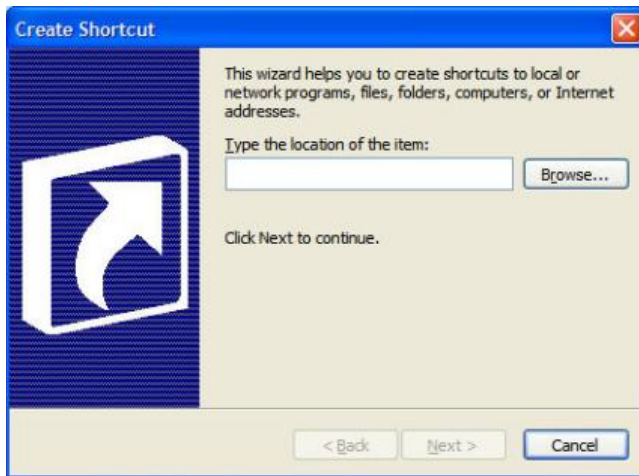 Create Shortcut
This wizard helps you to create shortcuts to local or
network programs, files, folders, computers, or Internet
addresses.
Type the location of the item:
Browse...
Click Next to continue.
< Back
Next >
Cancel